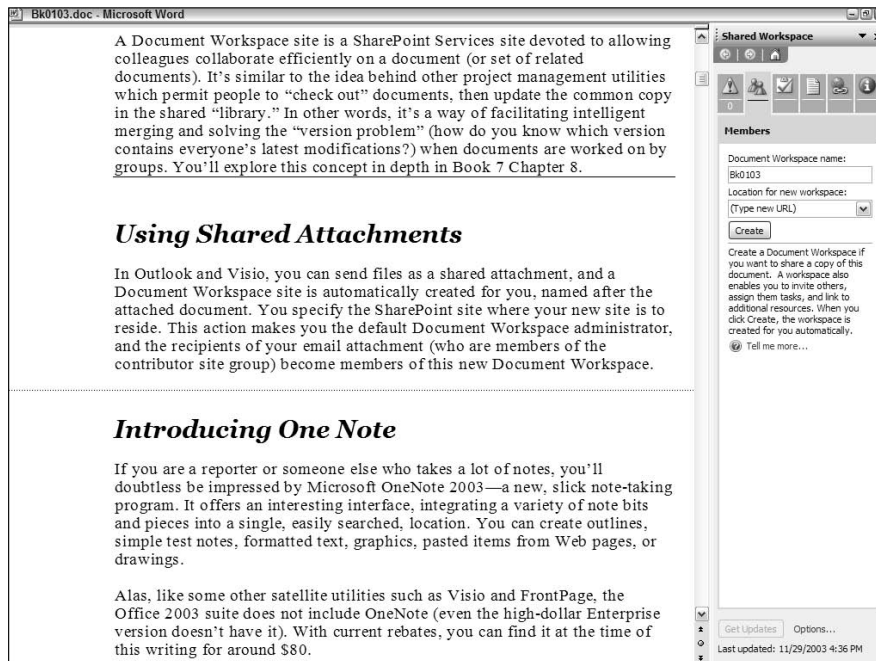 Bk0103.doc - Microsoft Word
A Document Workspace site is a SharePoint Services site devoted to allowing
colleagues collaborate efficiently on a document (or set of related
documents). It’s similar to the idea behind other project management utilities
which permit people to “check out” documents, then update the common copy
in the shared “library.” In other words, it’s a way of facilitating intelligent
merging and solving the “version problem” (how do you know which version
contains everyone’s latest modifications?) when documents are worked on by
groups. You’ll explore this concept in depth in Book 7 Chapter 8.
Using Shared Attachments
In Outlook and Visio, you can send files as a shared attachment, and a
Document Workspace site is automatically created for you, named after the
attached document. You specify the SharePoint site where your new site is to
reside. This action makes you the default Document Workspace administrator,
and the recipients of your email attachment (who are members of the
contributor site group) become members of this new Document Workspace.
Introducing One Note
If you are a reporter or someone else who takes a lot of notes, you’ll
doubtless be impressed by Microsoft OneNote 2003—a new, slick note-taking
program. It offers an interesting interface, integrating a variety of note bits
and pieces into a single, easily searched, location. You can create outlines,
simple test notes, formatted text, graphics, pasted items from Web pages, or
drawings.
Alas, like some other satellite utilities such as Visio and FrontPage, the
Office 2003 suite does not include OneNote (even the high-dollar Enterprise
version doesn’t have it). With current rebates, you can find it at the time of
this writing for around $80.
Shared Workspace
0
Members
Document Workspace name:
Bk0103
Location for new workspace:
(Type new URL)
Create
Create a Document Workspace if
you want to share a copy of this
document. A workspace also
enables you to invite others,
assign them tasks, and link to
additional resources. When you
click Create, the workspace is
created for you automatically.
Tell me more...
Get Updates Options...
Last updated: 11/29/2003 4:36 PM